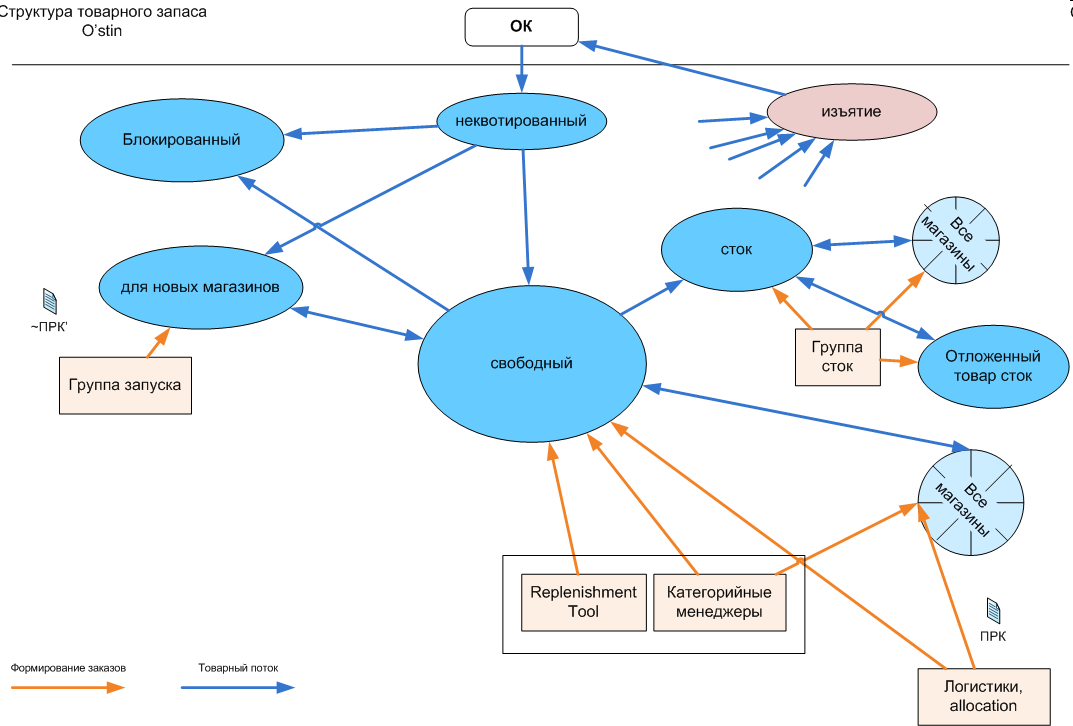 Структура товарного запаса
O'stin
ОК
неквотированный
изъятие
Блокированный
Все
магазины
сток
для новых магазинов
~ПРК'
Группа
сток
Отложенный
товар сток
свободный
Группа запуска
Все
магазины
Replenishment
Tool
Категорийные
менеджеры
ПРК
Формирование заказов
Товарный поток
Логистики,
allocation